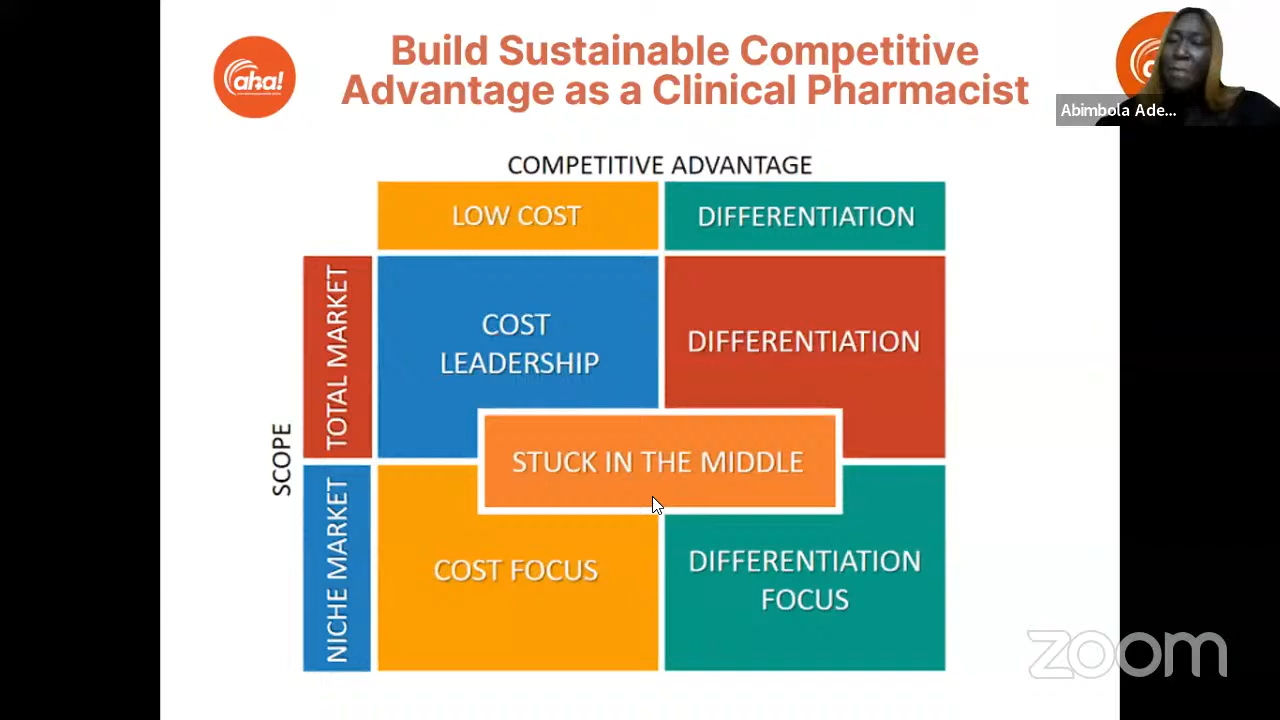 Build Sustainable Competitive
Advantage as a Clinical Pharmacist
aha!
Abimbola Ade...
COMPETITIVE ADVANTAGE
LOW COST
DIFFERENTIATION
SCOPE
TOTAL MARKET
COST
LEADERSHIP
DIFFERENTIATION
STUCK IN THE MIDDLE
NICHE MARKET
COST FOCUS
DIFFERENTIATION
FOCUS
zoom